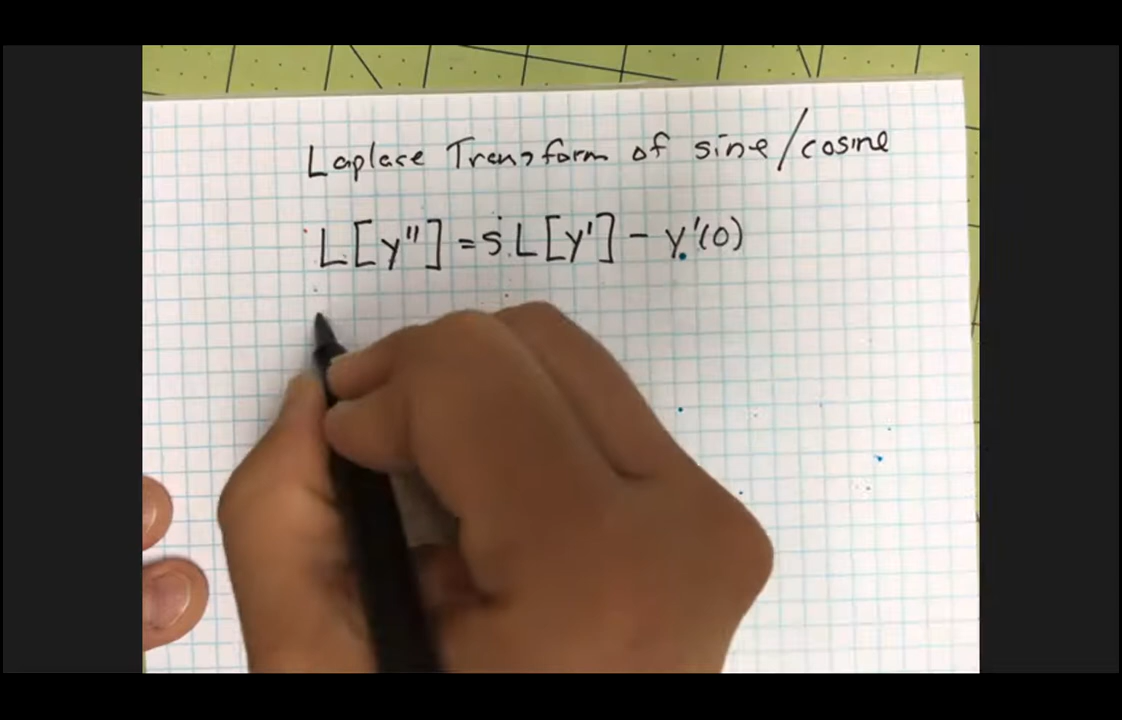 Laplace Transform of sine/cosine
L[y''] = s L[y'] - y'(0)